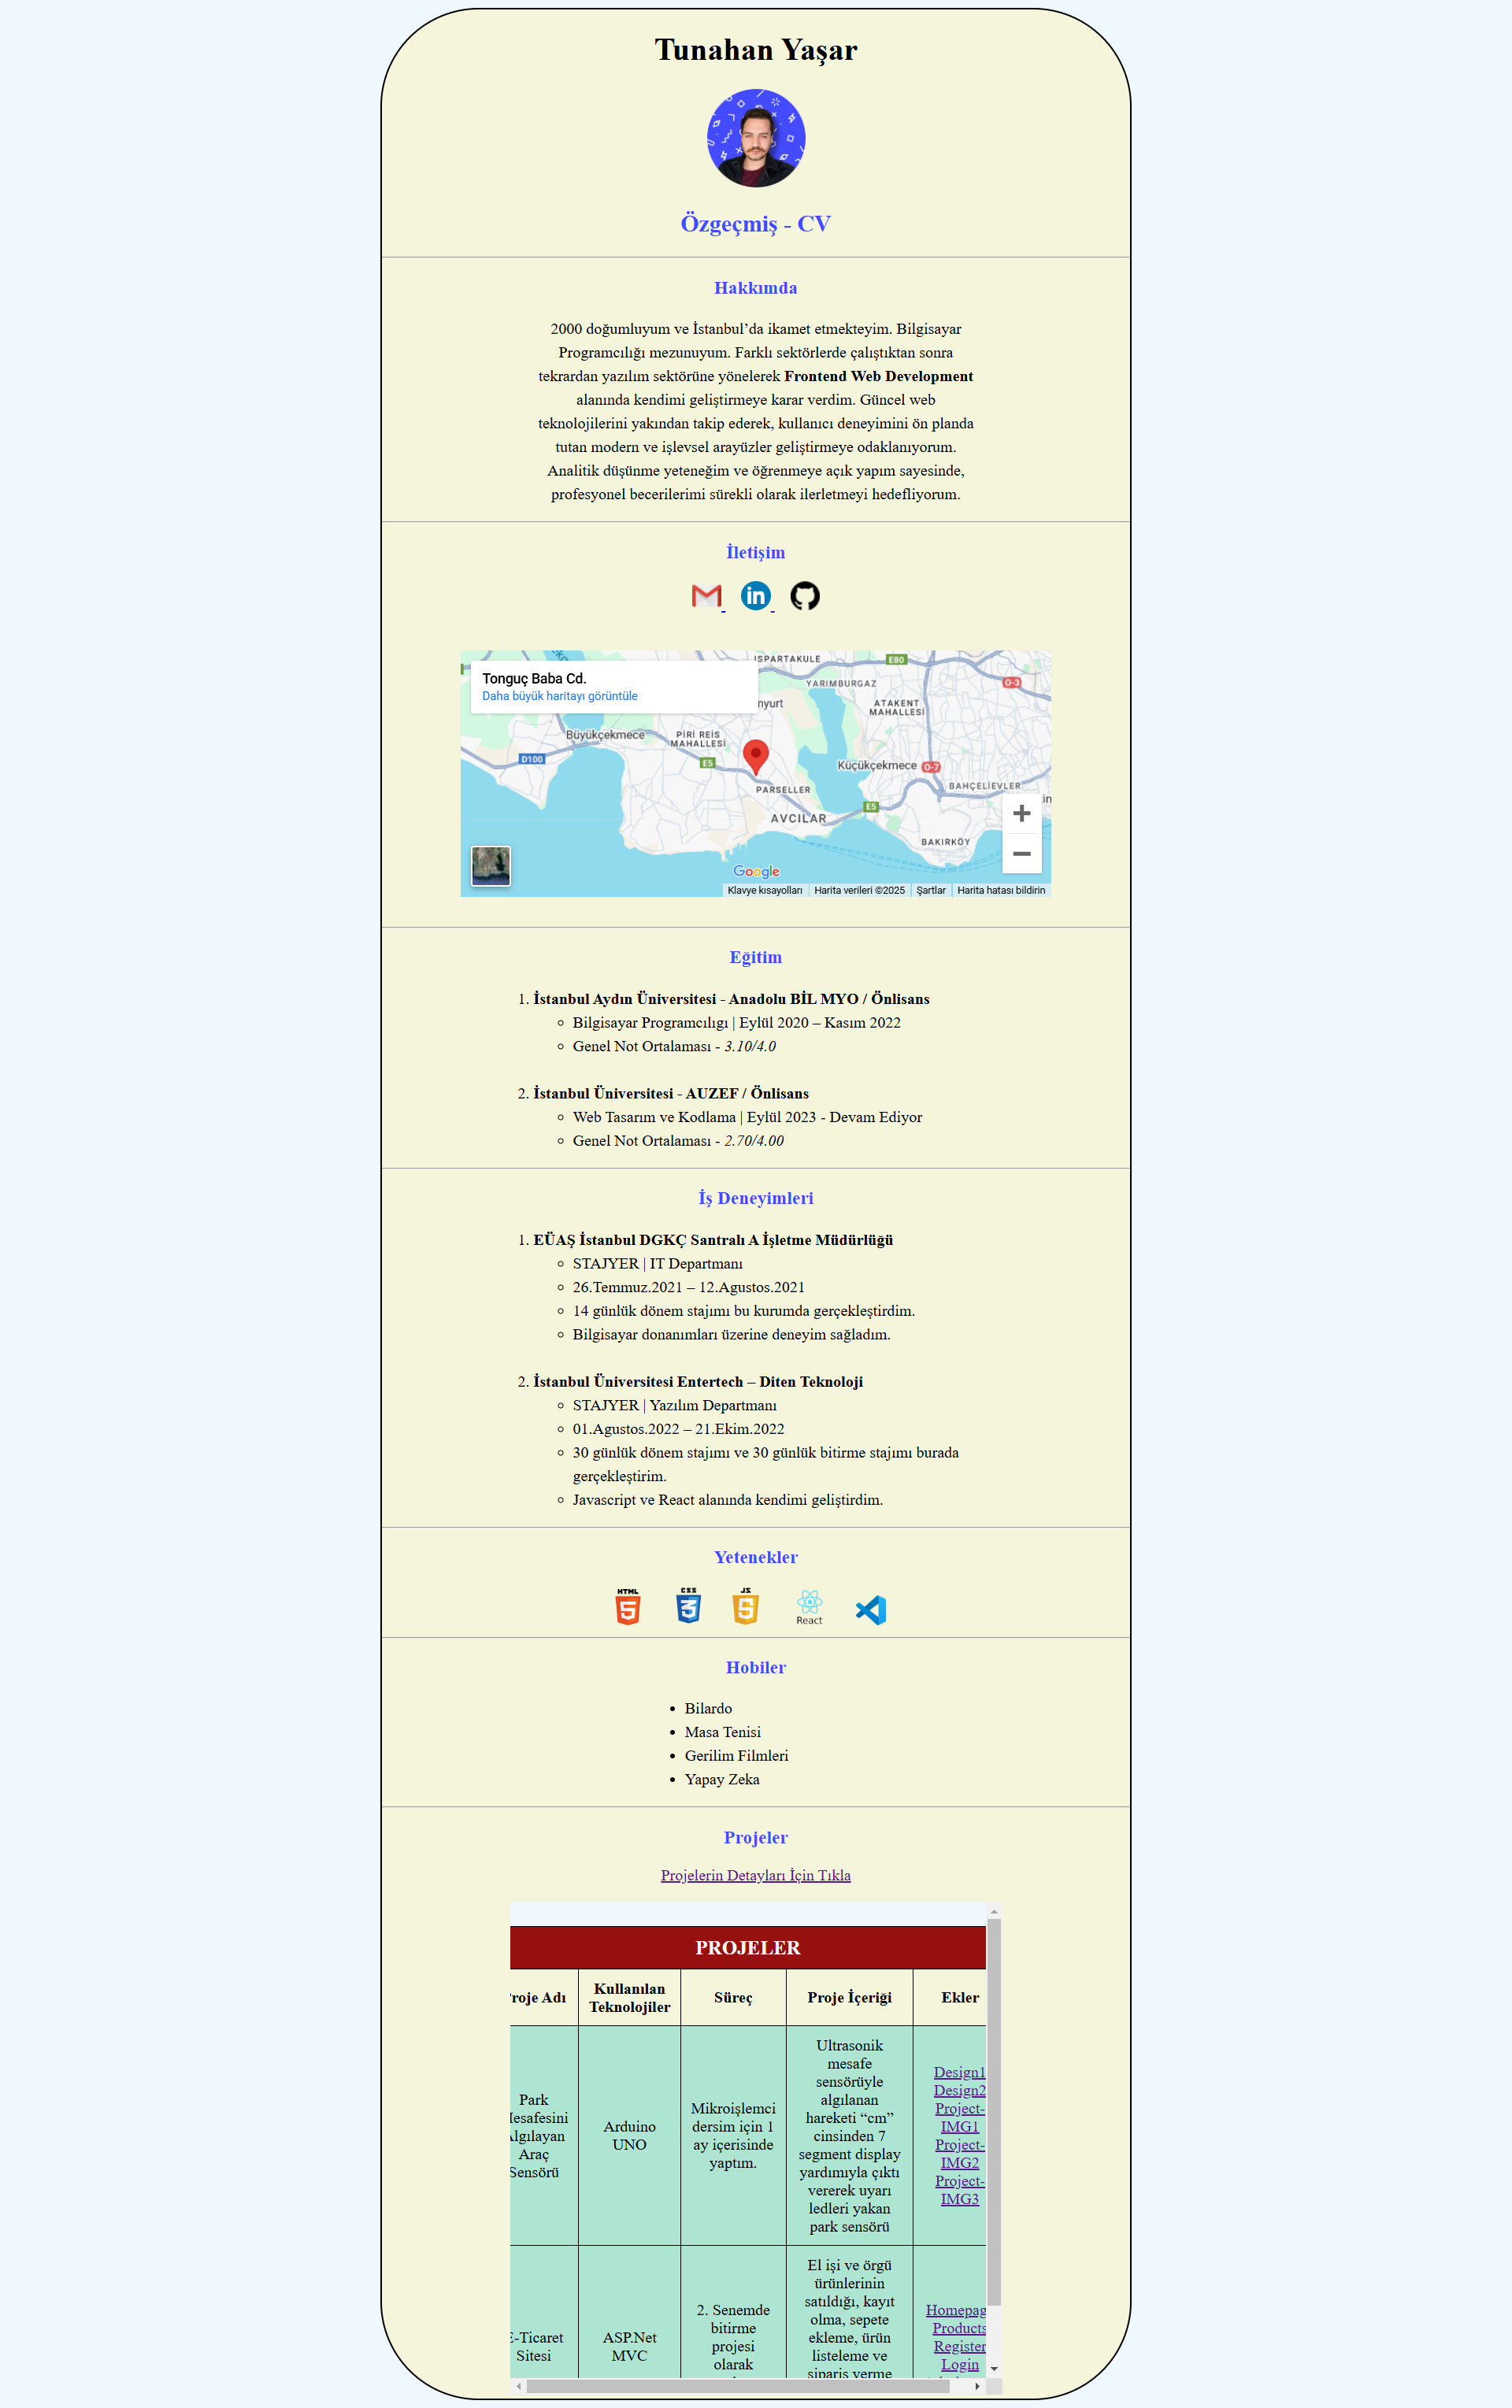 Tunahan Yaşar
Özgeçmiş - CV
Hakkımda
2000 doğumluyum ve İstanbul’da ikamet etmekteyim. Bilgisayar
Programcılığı mezunuyum. Farklı sektörlerde çalıştıktan sonra
tekrardan yazılım sektörüne yönelerek Frontend Web Development
alanında kendimi geliştirmeye karar verdim. Güncel web
teknolojilerini yakından takip ederek, kullanıcı deneyimini ön planda
tutan modern ve işlevsel arayüzler geliştirmeye odaklanıyorum.
Analitik düşünme yeteneğim ve öğrenmeye açık yapım sayesinde,
profesyonel becerilerimi sürekli olarak ilerletmeyi hedefliyorum.
İletişim
in
Tonguç Baba Cd.
Daha büyük haritayı görüntüle
ISPARTAKULE
E80
YARIMBURGAZ
O-3
nyurt
ATAKENT
MAHALLESİ
Büyükçekmece
PİRİ REİS
MAHALLESİ
D100
E5
Küçükçekmece
O-7
PARSELLER
BAHÇELİEVLER
E5
AVCILAR
BAKIRKÖY
Google
Klavye kısayolları
Harita verileri ©2025
Şartlar
Harita hatası bildirin
Eğitim
1. İstanbul Aydın Üniversitesi - Anadolu BİL MYO / Önlisans
Bilgisayar Programcılıgı | Eylül 2020 – Kasım 2022
Genel Not Ortalaması - 3.10/4.0
2. İstanbul Üniversitesi - AUZEF / Önlisans
Web Tasarım ve Kodlama | Eylül 2023 - Devam Ediyor
Genel Not Ortalaması - 2.70/4.00
İş Deneyimleri
1. EÜAŞ İstanbul DGKÇ Santralı A İşletme Müdürlüğü
STAJYER | IT Departmanı
26.Temmuz.2021 – 12.Agustos.2021
14 günlük dönem stajımı bu kurumda gerçekleştirdim.
Bilgisayar donanımları üzerine deneyim sağladım.
2. İstanbul Üniversitesi Entertech – Diten Teknoloji
STAJYER | Yazılım Departmanı
01.Agustos.2022 – 21.Ekim.2022
30 günlük dönem stajımı ve 30 günlük bitirme stajımı burada
gerçekleştirim.
Javascript ve React alanında kendimi geliştirdim.
Yetenekler
HTML
5
CSS
3
JS
5
React
Hobiler
Bilardo
Masa Tenisi
Gerilim Filmleri
Yapay Zeka
Projeler
Projelerin Detayları İçin Tıkla
PROJELER
roje Adı
Kullanılan
Teknolojiler
Süreç
Proje İçeriği
Ekler
Park
esafesini
lgılayan
Araç
Sensörü
Arduino
UNO
Mikroişlemci
dersim için 1
ay içerisinde
yaptım.
Ultrasonik
mesafe
sensörüyle
algılanan
hareketi “cm”
cinsinden 7
segment display
yardımıyla çıktı
vererek uyarı
ledleri yakan
park sensörü
Design1
Design2
Project-
IMG1
Project-
IMG2
Project-
IMG3
E-Ticaret
Sitesi
ASP.Net
MVC
2. Senemde
bitirme
projesi
olarak
El işi ve örgü
ürünlerinin
satıldığı, kayıt
olma, sepete
ekleme, ürün
listeleme ve
sipariş verme
Homepag
Products
Register
Login